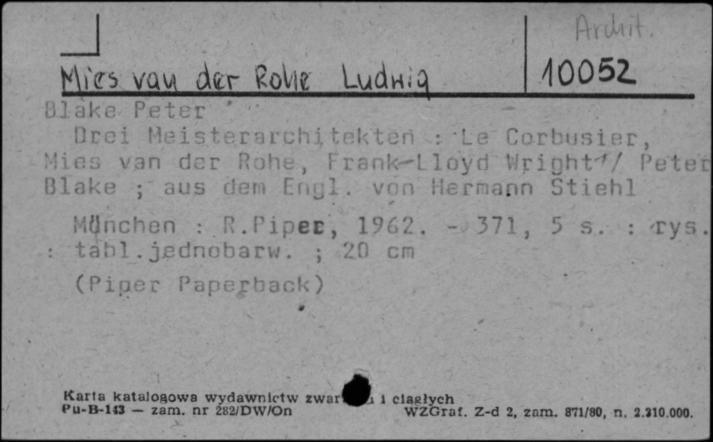 Archit.
Mies van der Rohe Ludwig 10052
Blake Peter
Drei Meisterarchitekten : Le Corbusier,
Mies van der Rohe, Frank-Lloyd Wright / Peter
Blake ; aus dem Engl. von Hermann Stiehl
München : R.Piper, 1962. - 371, 5 s. : rys.
: tabl.jednobarw. ; 20 cm
(Piper Paperback)
Karta katalogowa wydawnictw i ciągłych
Pu-B-143 — zam. nr 282/DW/On WZGraf. Z-d 2, zam. 871/80, n. 2.210.000.